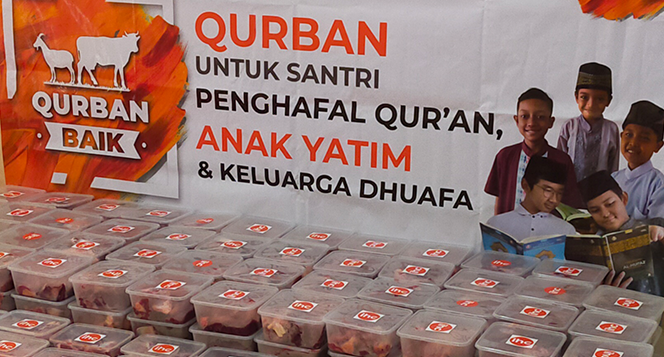 QURBAN
BAIK
QURBAN
UNTUK SANTRI
PENGHAFAL QUR'AN,
ANAK YATIM
& KELUARGA DHUAFA